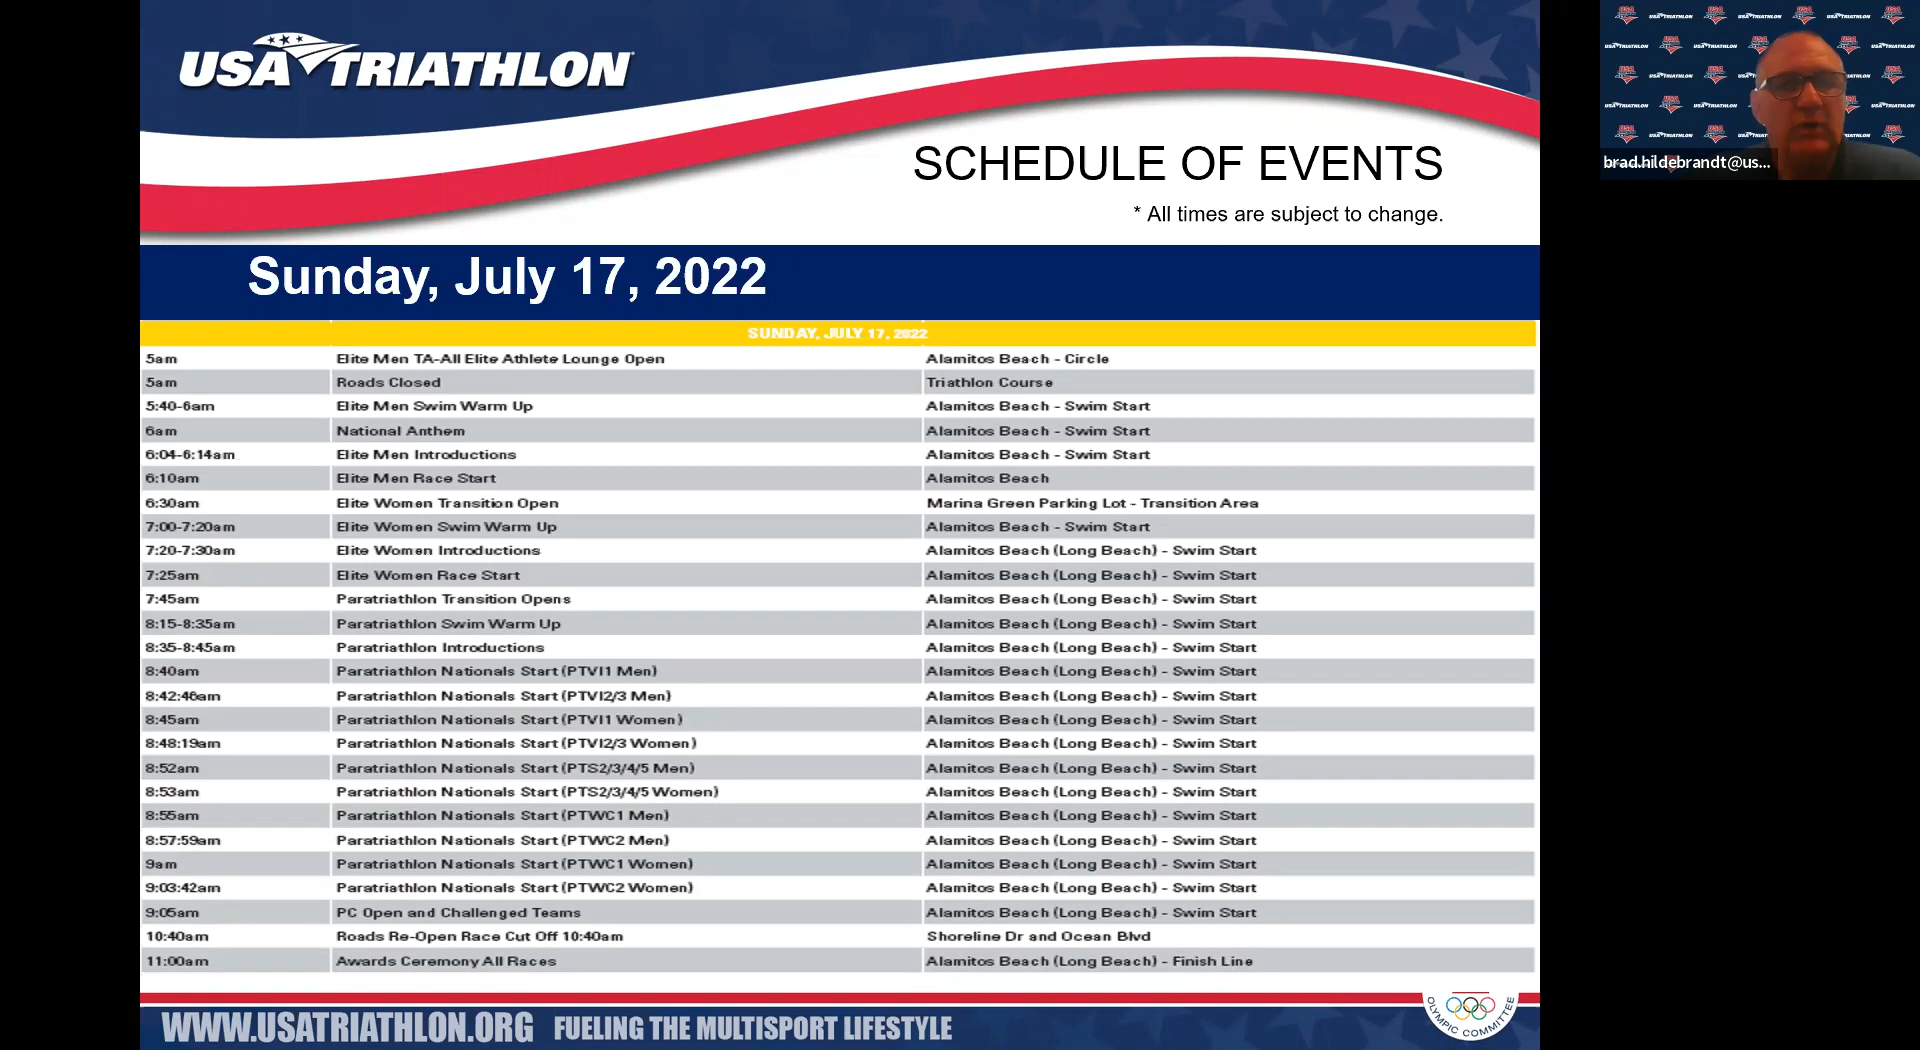 USA TRIATHLON
SCHEDULE OF EVENTS
* All times are subject to change.
Sunday, July 17, 2022
SUNDAY, JULY 17, 2022
5am Elite Men TA-All Elite Athlete Lounge Open Alamitos Beach - Circle
5am Roads Closed Triathlon Course
5:40-6am Elite Men Swim Warm Up Alamitos Beach - Swim Start
6am National Anthem Alamitos Beach - Swim Start
6:04-6:14am Elite Men Introductions Alamitos Beach - Swim Start
6:10am Elite Men Race Start Alamitos Beach
6:30am Elite Women Transition Open Marina Green Parking Lot - Transition Area
7:00-7:20am Elite Women Swim Warm Up Alamitos Beach - Swim Start
7:20-7:30am Elite Women Introductions Alamitos Beach (Long Beach) - Swim Start
7:25am Elite Women Race Start Alamitos Beach (Long Beach) - Swim Start
7:45am Paratriathlon Transition Opens Alamitos Beach (Long Beach) - Swim Start
8:15-8:35am Paratriathlon Swim Warm Up Alamitos Beach (Long Beach) - Swim Start
8:35-8:45am Paratriathlon Introductions Alamitos Beach (Long Beach) - Swim Start
8:40am Paratriathlon Nationals Start (PTVI1 Men) Alamitos Beach (Long Beach) - Swim Start
8:42:46am Paratriathlon Nationals Start (PTVI2/3 Men) Alamitos Beach (Long Beach) - Swim Start
8:45am Paratriathlon Nationals Start (PTVI1 Women) Alamitos Beach (Long Beach) - Swim Start
8:48:19am Paratriathlon Nationals Start (PTVI2/3 Women) Alamitos Beach (Long Beach) - Swim Start
8:52am Paratriathlon Nationals Start (PTS2/3/4/5 Men) Alamitos Beach (Long Beach) - Swim Start
8:53am Paratriathlon Nationals Start (PTS2/3/4/5 Women) Alamitos Beach (Long Beach) - Swim Start
8:55am Paratriathlon Nationals Start (PTWC1 Men) Alamitos Beach (Long Beach) - Swim Start
8:57:59am Paratriathlon Nationals Start (PTWC2 Men) Alamitos Beach (Long Beach) - Swim Start
9am Paratriathlon Nationals Start (PTWC1 Women) Alamitos Beach (Long Beach) - Swim Start
9:03:42am Paratriathlon Nationals Start (PTWC2 Women) Alamitos Beach (Long Beach) - Swim Start
9:05am PC Open and Challenged Teams Alamitos Beach (Long Beach) - Swim Start
10:40am Roads Re-Open Race Cut Off 10:40am Shoreline Dr and Ocean Blvd
11:00am Awards Ceremony All Races Alamitos Beach (Long Beach) - Finish Line
WWW.USATRIATHLON.ORG FUELING THE MULTISPORT LIFESTYLE
OLYMPIC COMMITTEE
brad.hildebrandt@us...